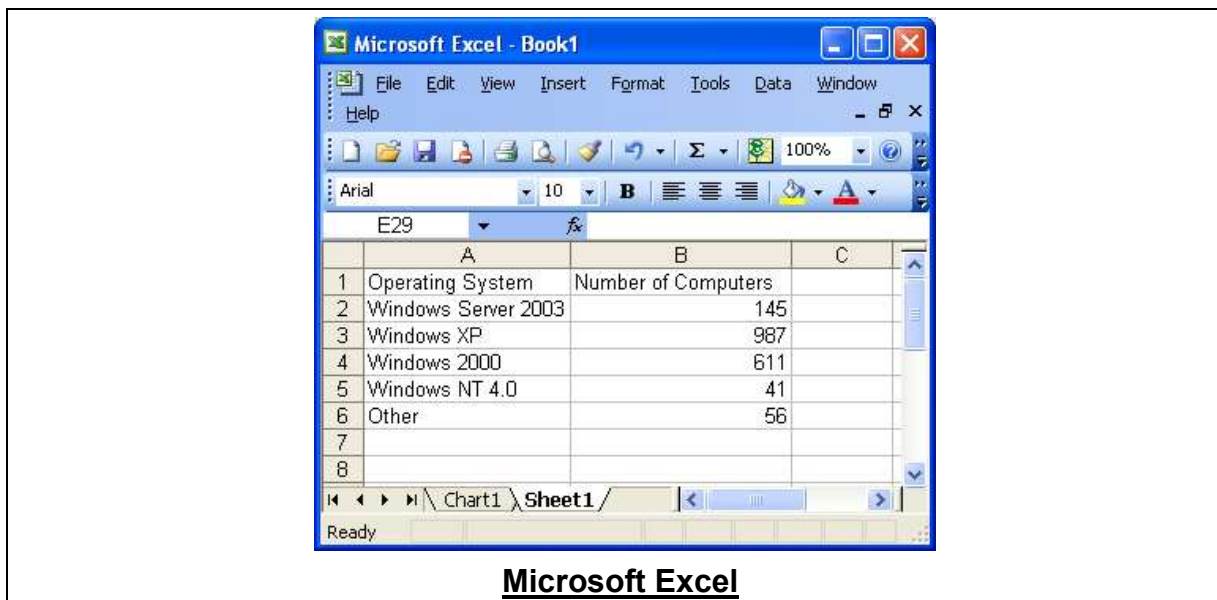 Microsoft Excel - Book1
File Edit View Insert Format Tools Data Window
Help
Σ 100%
Arial 10 B A
E29 fx
A B C
1 Operating System Number of Computers
2 Windows Server 2003 145
3 Windows XP 987
4 Windows 2000 611
5 Windows NT 4.0 41
6 Other 56
7
8
Chart1 Sheet1
Ready
Microsoft Excel